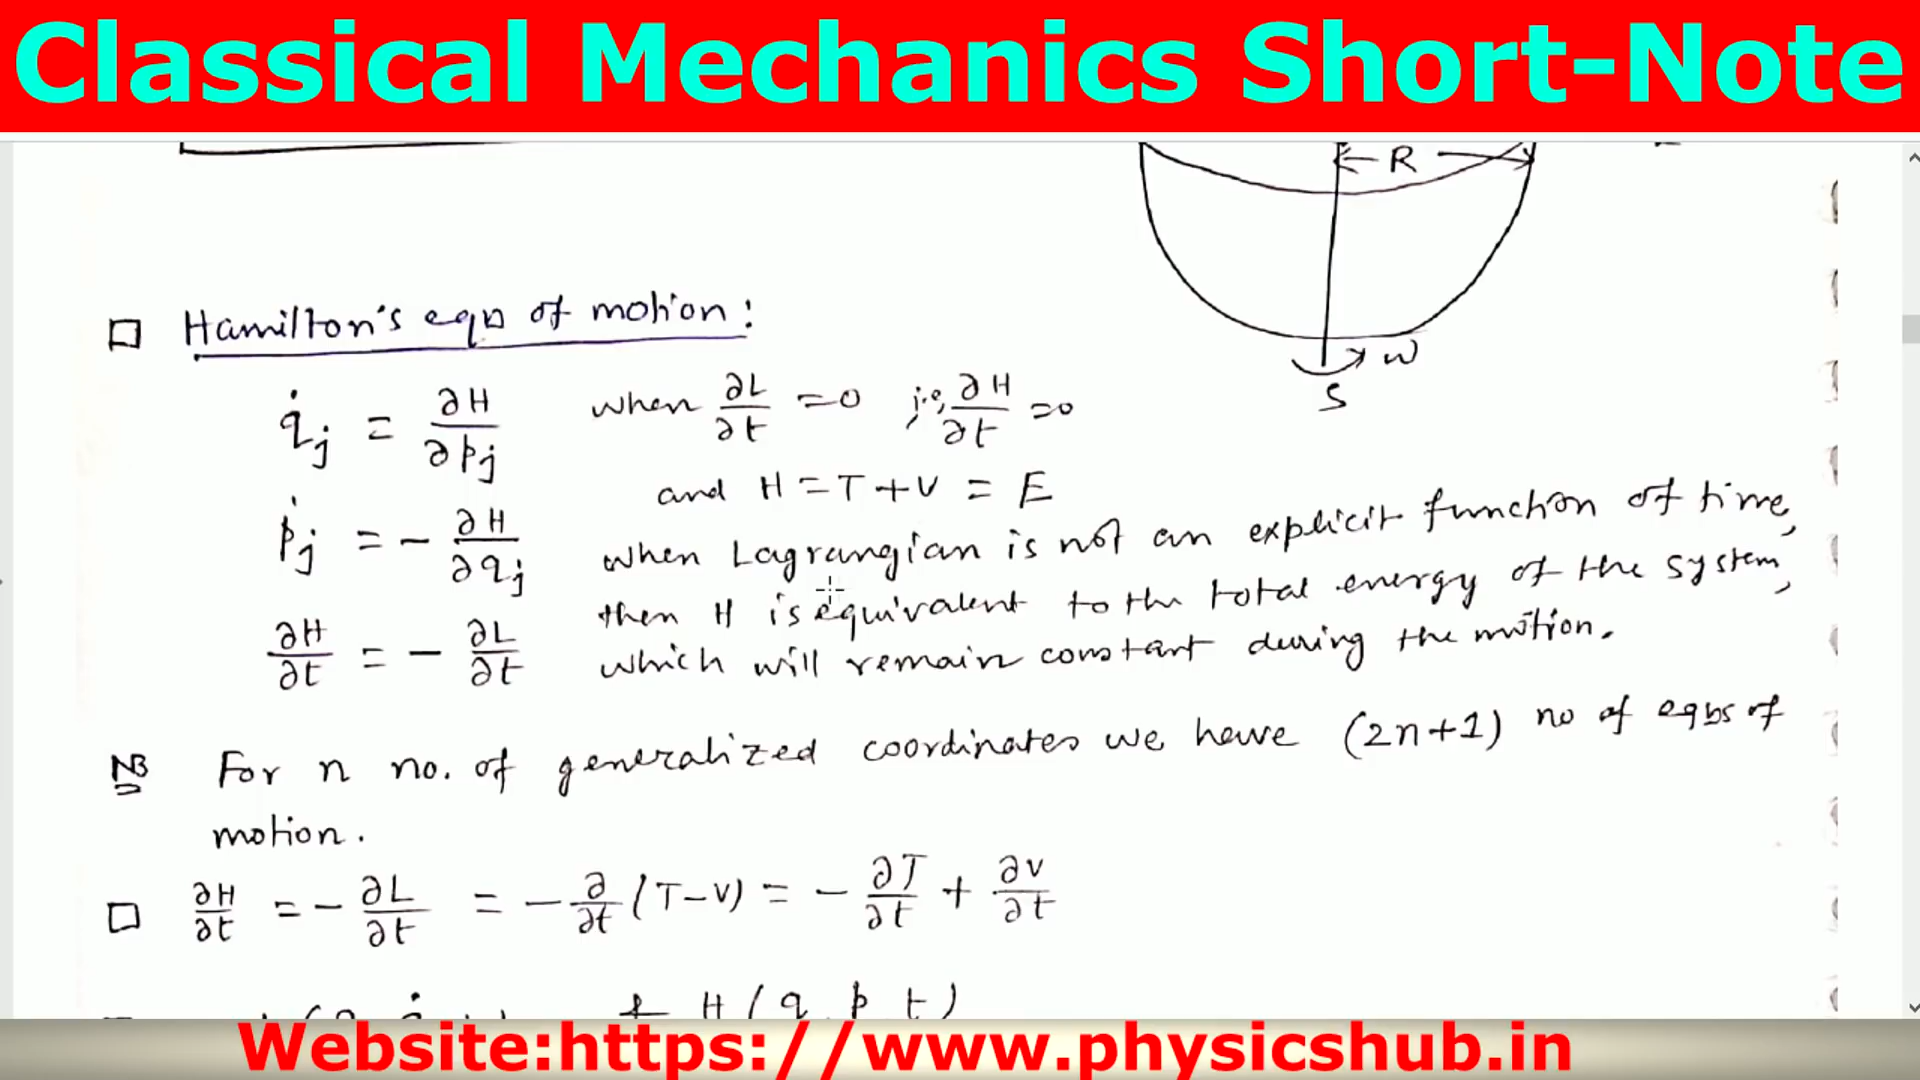 Classical Mechanics Short-Note
R
Hamilton's eqn of motion:
W
S
q̇j = ∂H/∂pj when ∂L/∂t = 0 i.e, ∂H/∂t = 0
and H = T + V = E
ṗj = - ∂H/∂qj when Lagrangian is not an explicit function of time,
then H is equivalent to the total energy of the system,
∂H/∂t = - ∂L/∂t which will remain constant during the motion.
NB For n no. of generalized coordinates we have (2n+1) no of eqns of
motion.
∂H/∂t = - ∂L/∂t = - ∂/∂t (T-V) = - ∂T/∂t + ∂V/∂t
H (q p t)
Website:https://www.physicshub.in